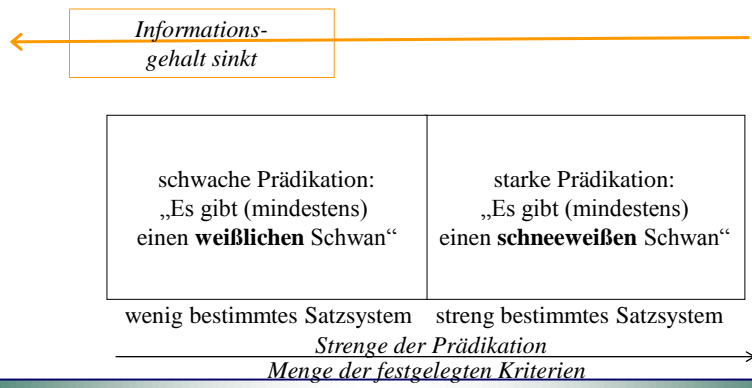 Informations-
gehalt sinkt
schwache Prädikation:
„Es gibt (mindestens)
einen weißlichen Schwan“
starke Prädikation:
„Es gibt (mindestens)
einen schneeweißen Schwan“
wenig bestimmtes Satzsystem
streng bestimmtes Satzsystem
Strenge der Prädikation
Menge der festgelegten Kriterien